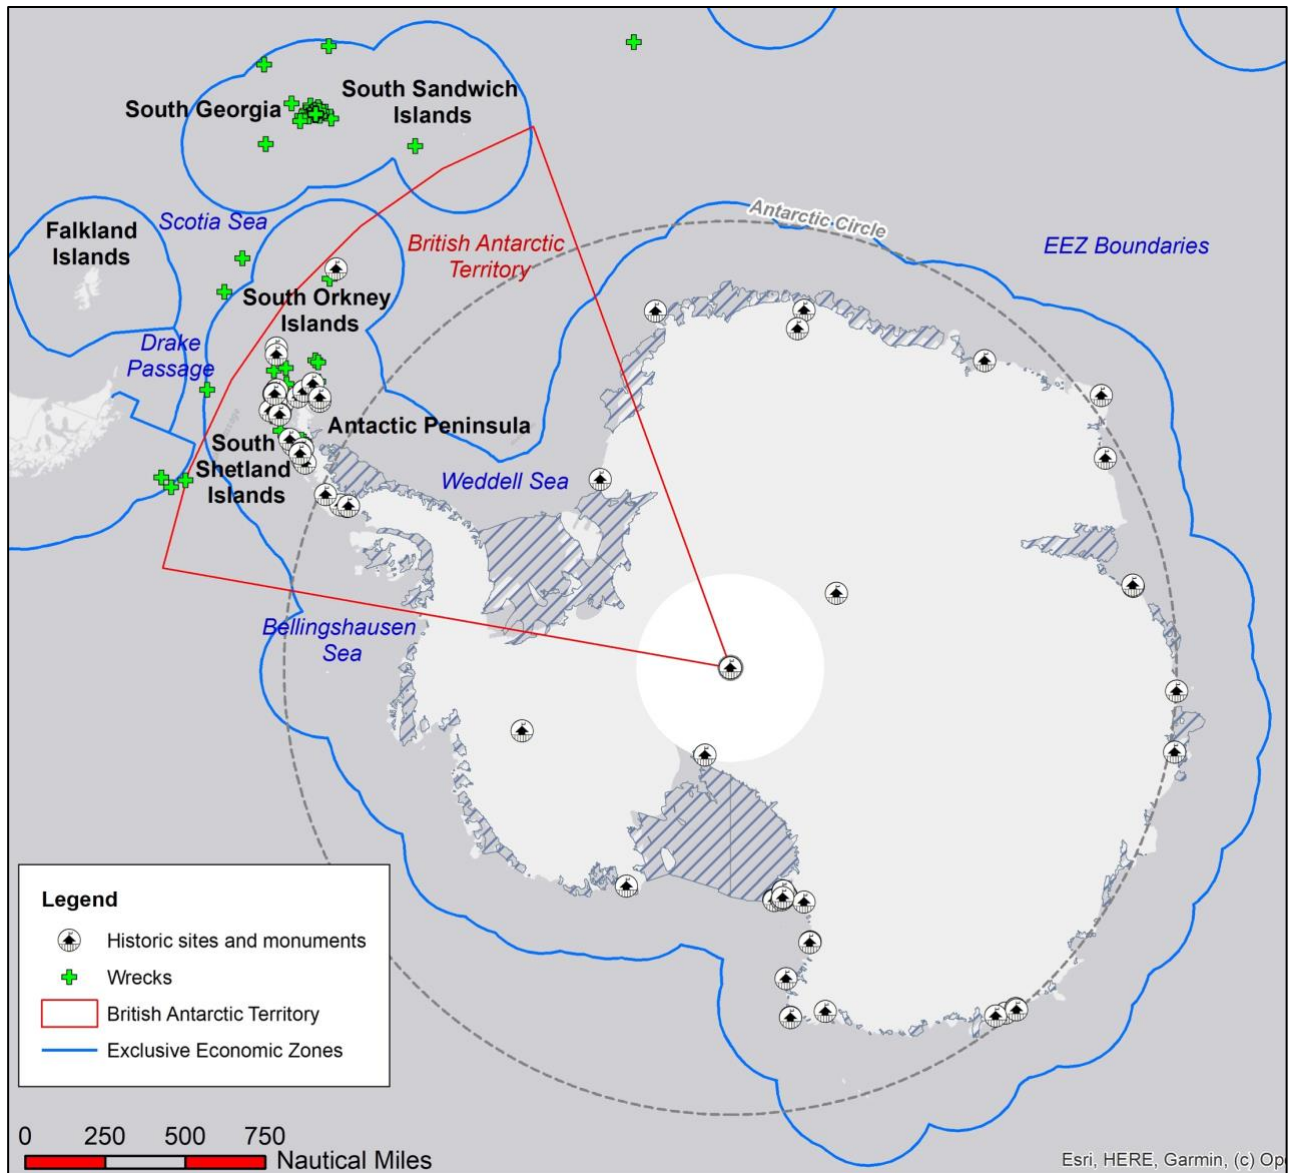 South Georgia
South Sandwich
Islands
Falkland
Islands
Scotia Sea
British Antarctic
Territory
Antarctic Circle
EEZ Boundaries
South Orkney
Islands
Drake
Passage
Antactic Peninsula
South
Shetland
Islands
Weddell Sea
Bellingshausen
Sea
Legend
Historic sites and monuments
Wrecks
British Antarctic Territory
Exclusive Economic Zones
0 250 500 750
Nautical Miles
Esri, HERE, Garmin, (c) Op